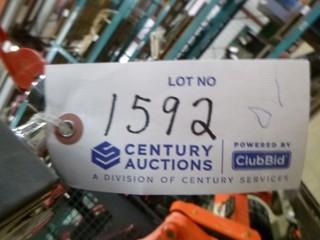 LOT NO
1592
CENTURY AUCTIONS
POWERED BY
ClubBid
A DIVISION OF CENTURY SERVICES